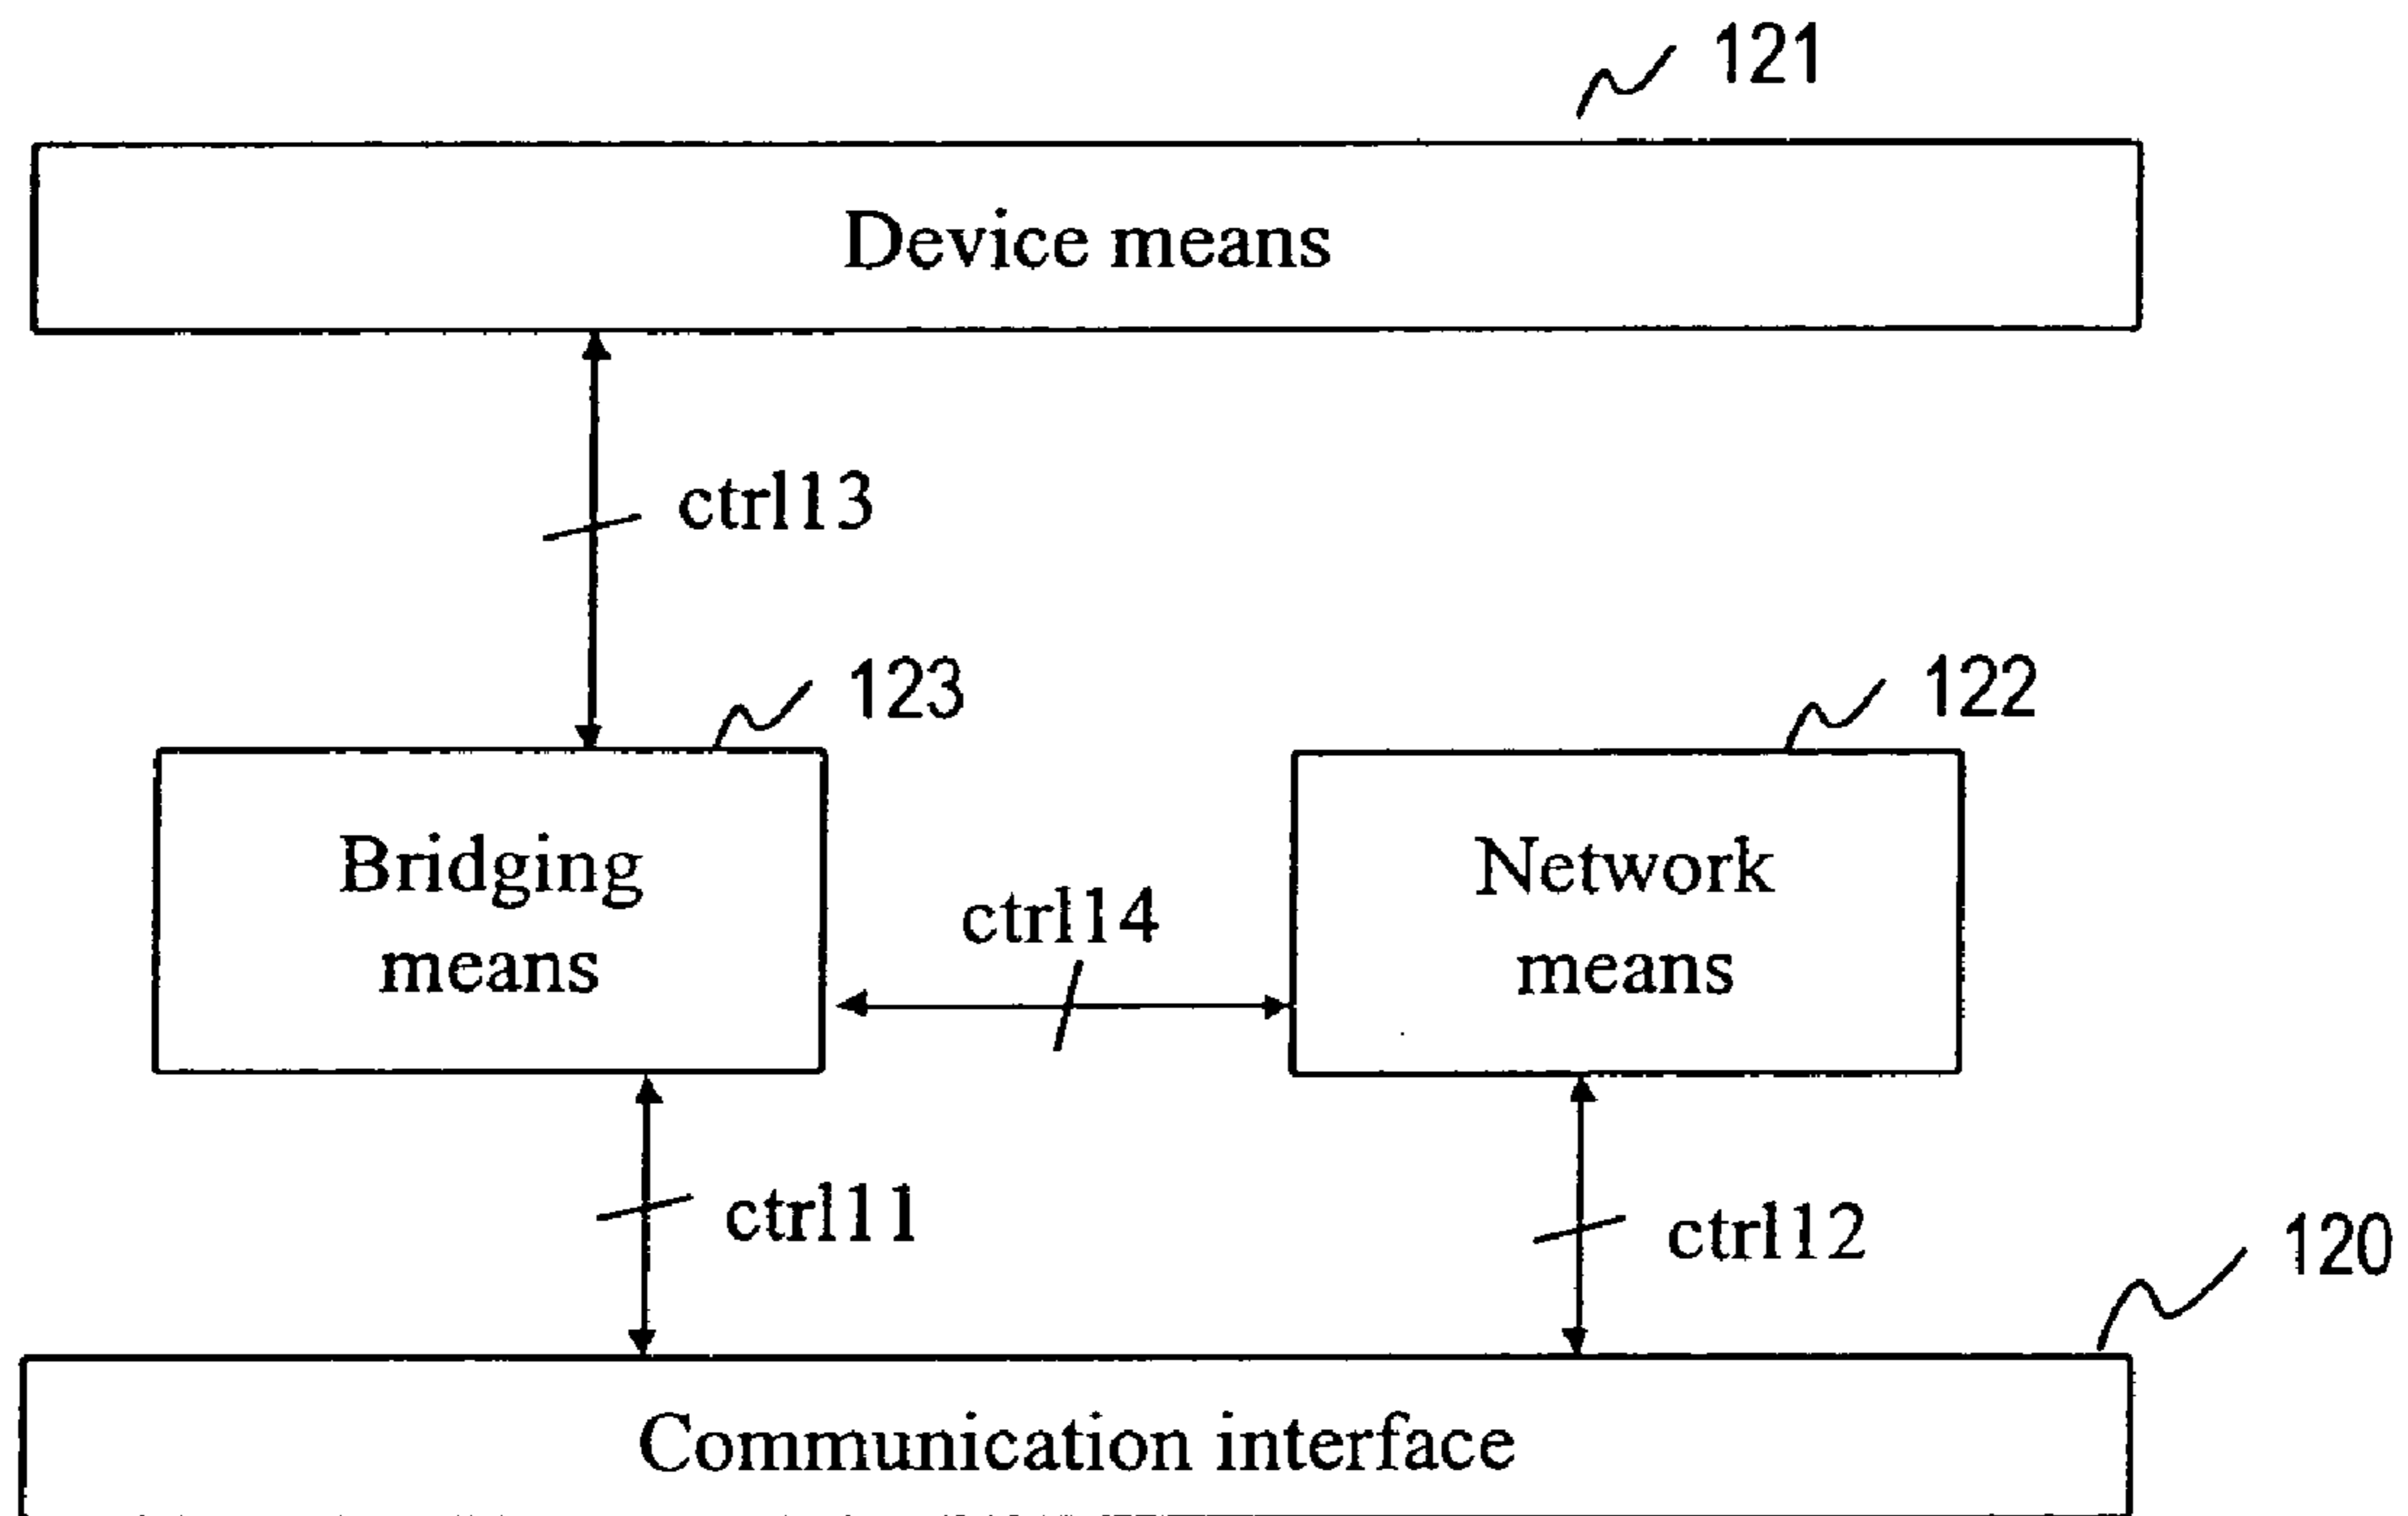 121
Device means
ctrl13
123
122
Bridging
means
ctrl14
Network
means
ctrl11
ctrl12
120
Communication interface